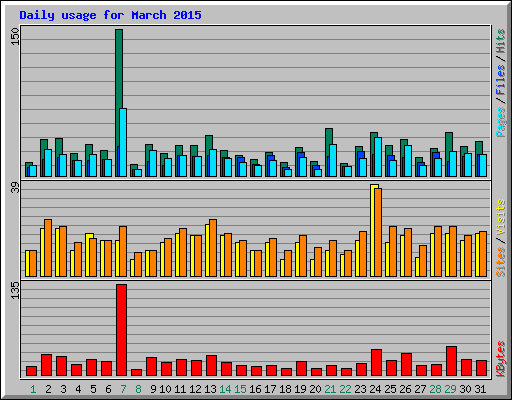 Daily usage for March 2015
150
Pages / Files / Hits
39
Sites / Visits
135
KBytes
1 2 3 4 5 6 7 8 9 10 11 12 13 14 15 16 17 18 19 20 21 22 23 24 25 26 27 28 29 30 31